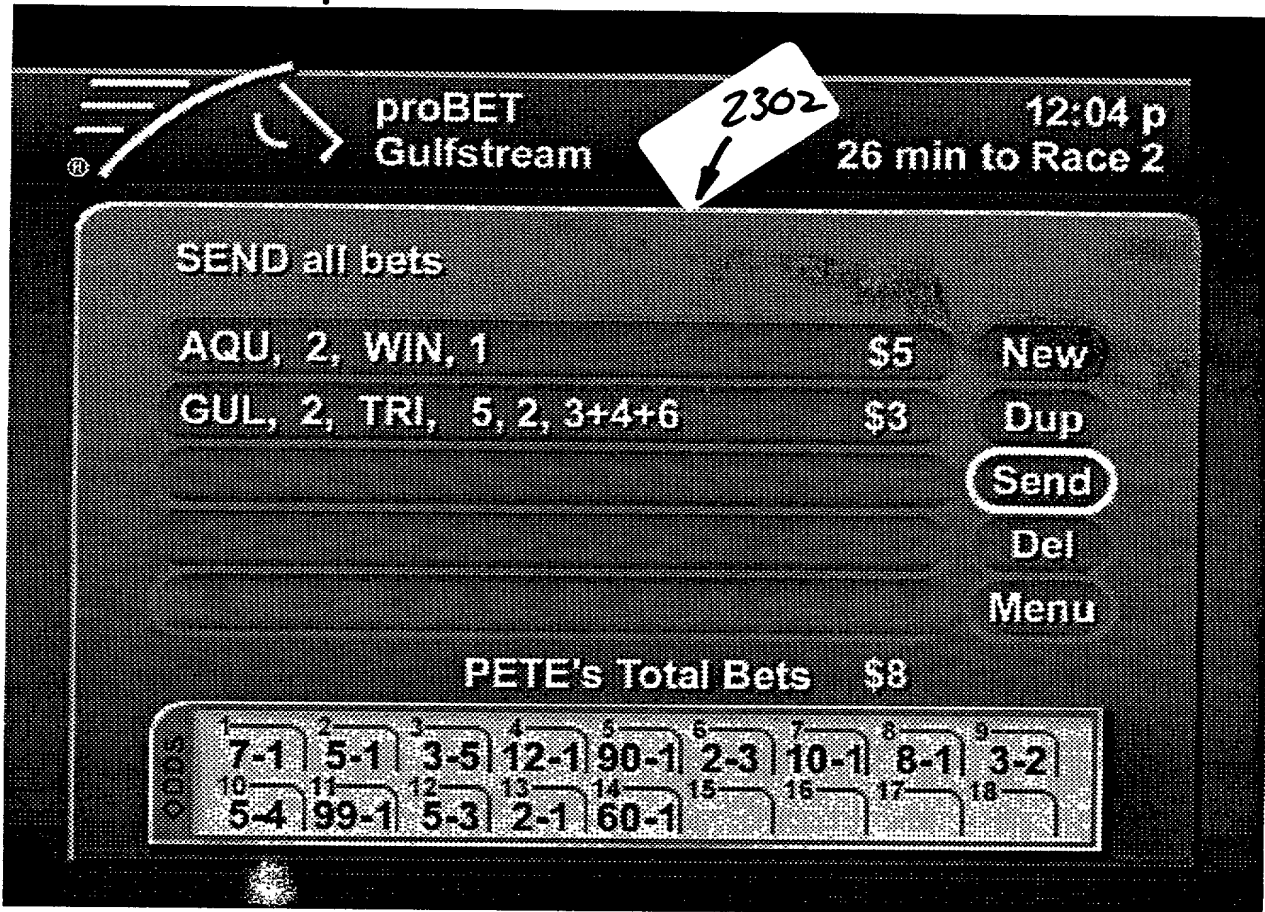 2302
proBET
Gulfstream
12:04 p
26 min to Race 2
®
SEND all bets
AQU, 2, WIN, 1 $5
New
GUL, 2, TRI, 5, 2, 3+4+6 $3
Dup
Send
Del
Menu
PETE's Total Bets $8
ODDS
1 2 3 4 5 6 7 8 9
7-1 5-1 3-5 12-1 90-1 2-3 10-1 8-1 3-2
10 11 12 13 14 15 16 17 18
5-4 99-1 5-3 2-1 60-1